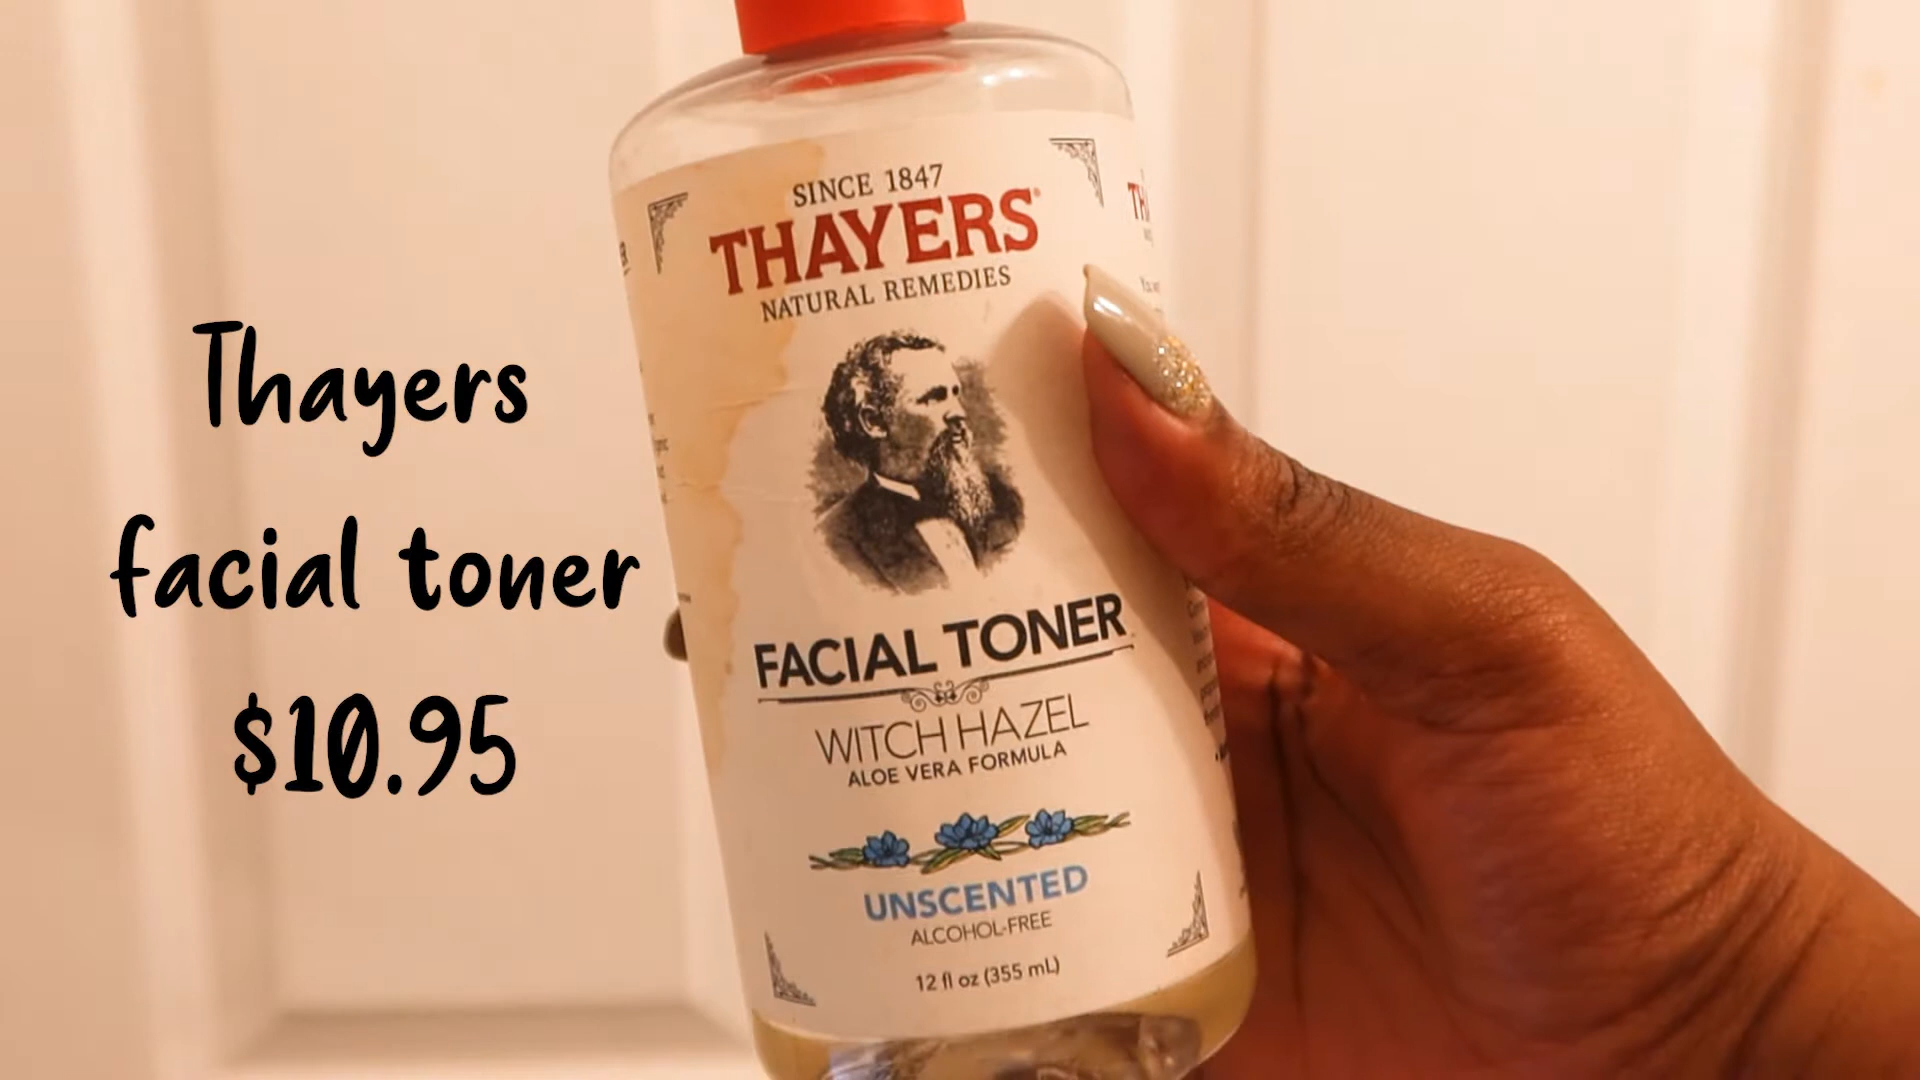 Thayers
facial toner
$10.95
SINCE 1847
THAYERS®
NATURAL REMEDIES
FACIAL TONER
WITCH HAZEL
ALOE VERA FORMULA
UNSCENTED
ALCOHOL-FREE
12 fl oz (355 mL)